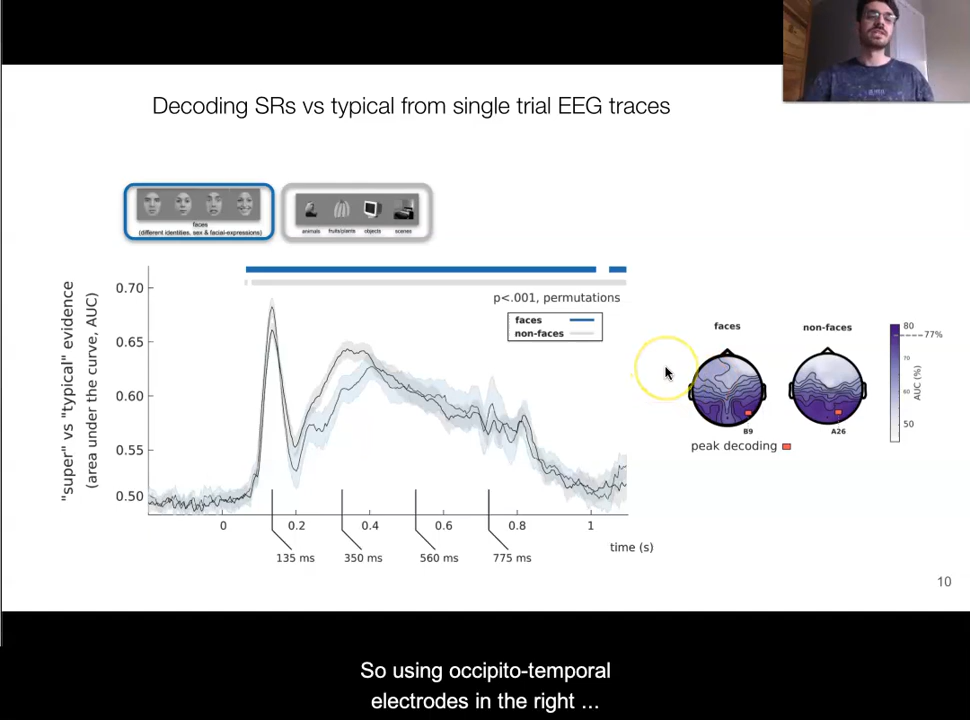 Decoding SRs vs typical from single trial EEG traces
faces
(different identities, sex & facial-expressions)
animals fruits/plants objects scenes
"super" vs "typical" evidence
(area under the curve, AUC)
0.70
0.65
0.60
0.55
0.50
p<.001, permutations
faces
non-faces
0 0.2 0.4 0.6 0.8 1
135 ms 350 ms 560 ms 775 ms
time (s)
faces non-faces
B9 A26
peak decoding
80
77%
70
60
50
AUC (%)
10
So using occipito-temporal
electrodes in the right ...